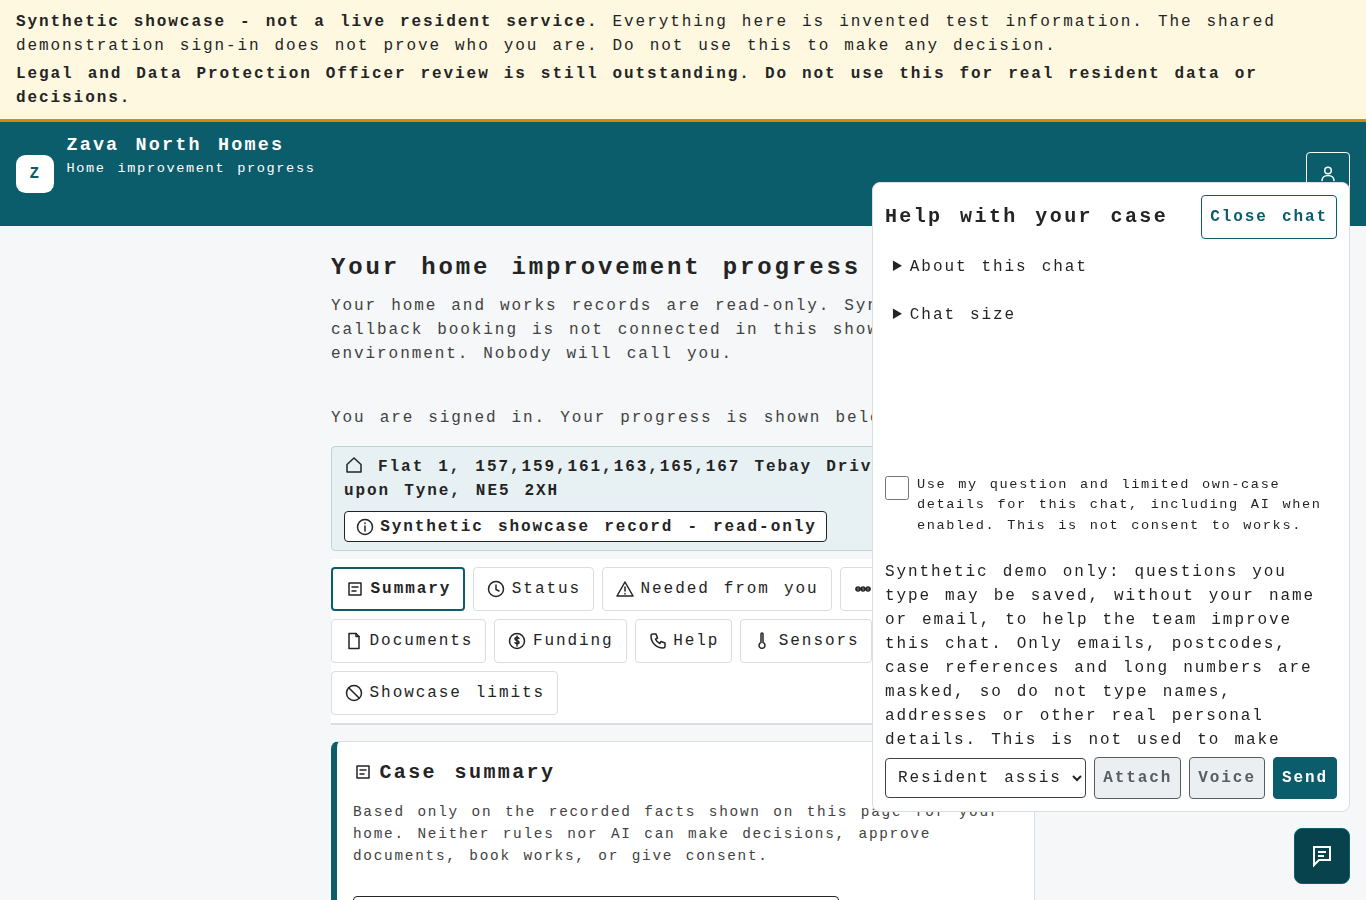 Synthetic showcase - not a live resident service. Everything here is invented test information. The shared
demonstration sign-in does not prove who you are. Do not use this to make any decision.
Legal and Data Protection Officer review is still outstanding. Do not use this for real resident data or
decisions.
Z
Zava North Homes
Home improvement progress
Your home improvement progress
Your home and works records are read-only.
callback booking is not connected in this
environment. Nobody will call you.
You are signed in. Your progress is shown
Flat 1, 157,159,161,163,165,167 Tebay
upon Tyne, NE5 2XH
Synthetic showcase record - read-only
Summary
Status
Needed from you
Documents
Funding
Help
Sensors
Showcase limits
Case summary
Based only on the recorded facts shown on this page for your
home. Neither rules nor AI can make decisions, approve
documents, book works, or give consent.
Help with your case
Close chat
About this chat
Chat size
Use my question and limited own-case
details for this chat, including AI when
enabled. This is not consent to works.
Synthetic demo only: questions you
type may be saved, without your name
or email, to help the team improve
this chat. Only emails, postcodes,
case references and long numbers are
masked, so do not type names,
addresses or other real personal
details. This is not used to make
Resident assis
Attach
Voice
Send